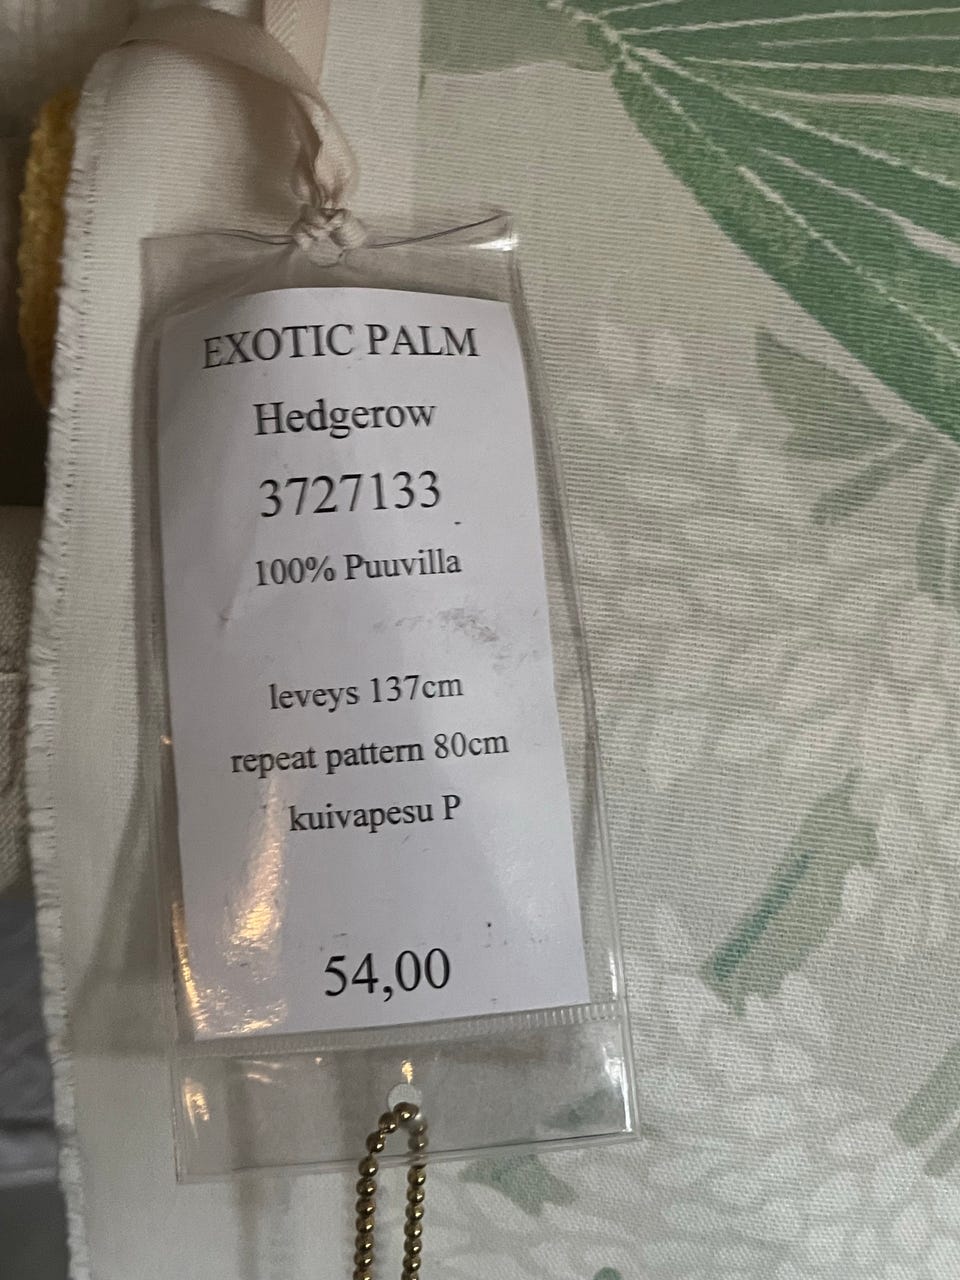 EXOTIC PALM
Hedgerow
3727133
100% Puuvilla
leveys 137cm
repeat pattern 80cm
kuivapesu P
54,00